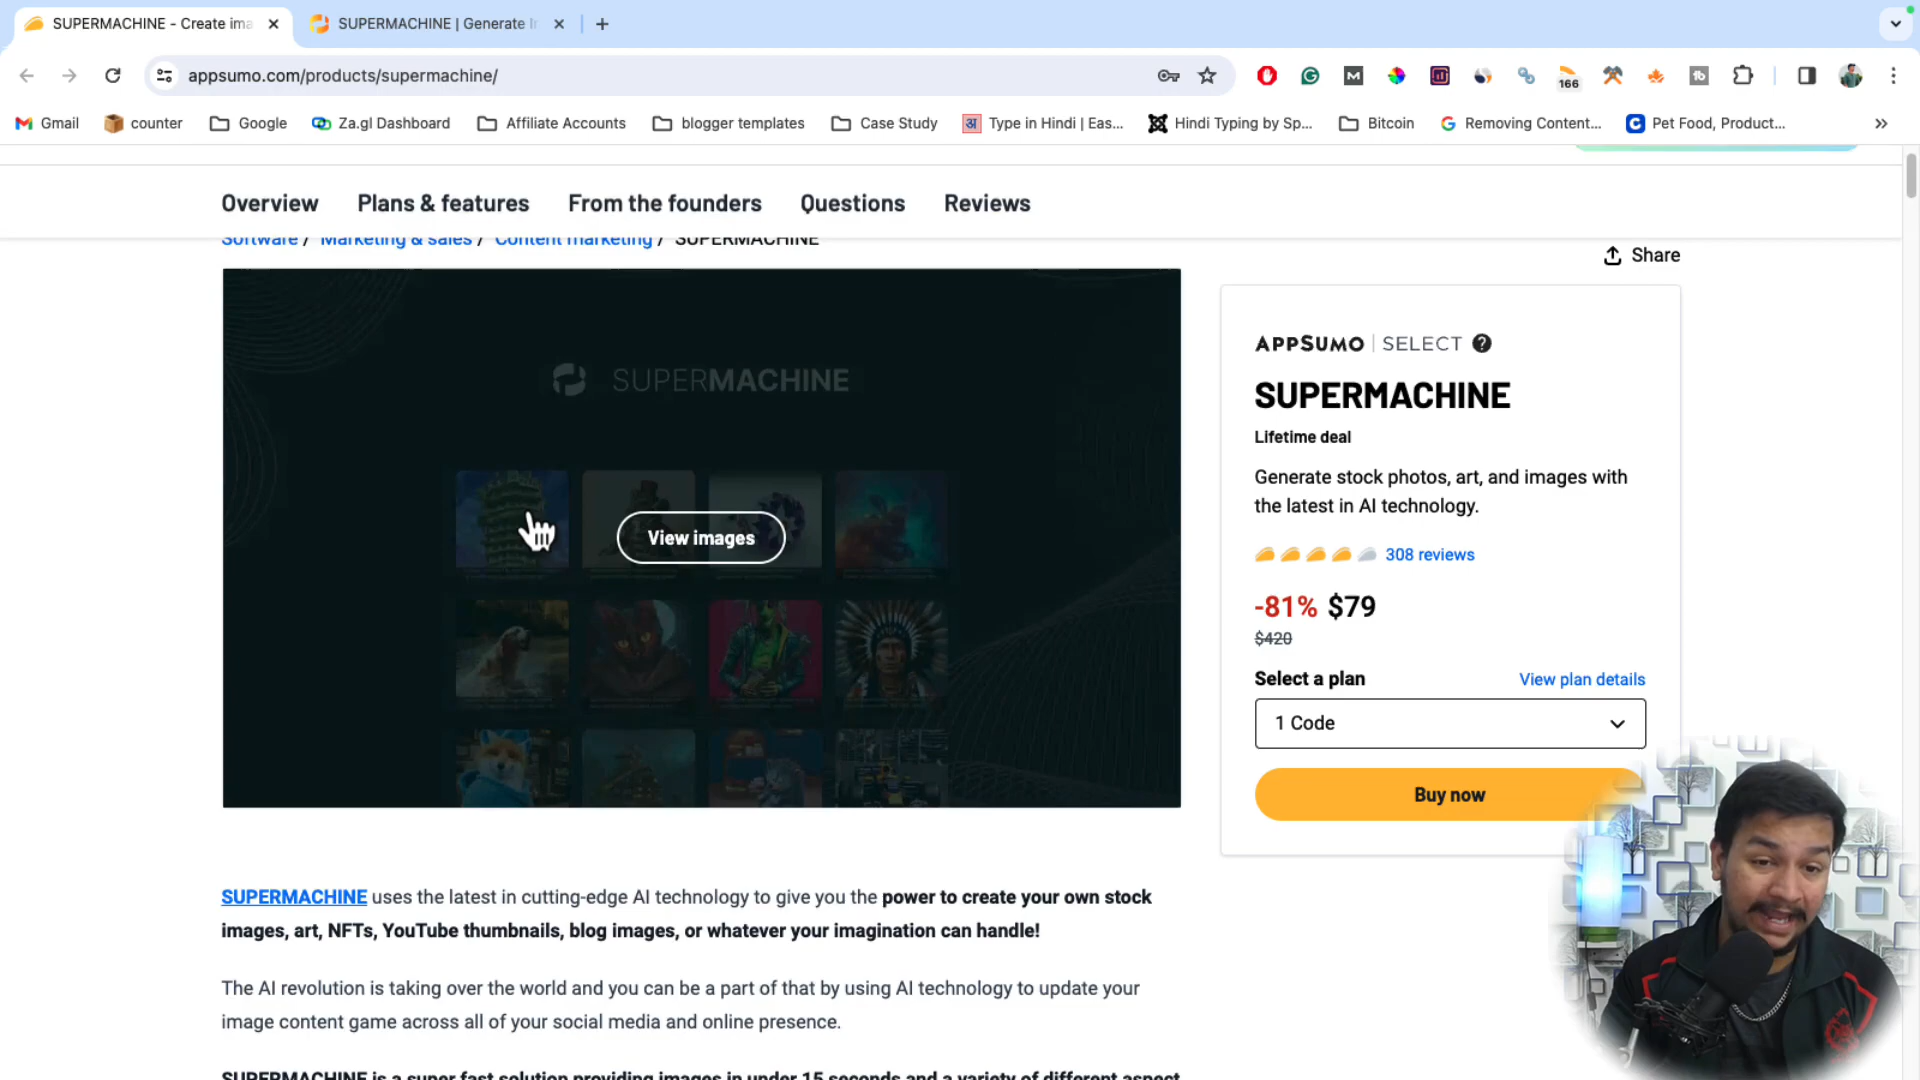 SUPERMACHINE - Create ima
SUPERMACHINE | Generate I
appsumo.com/products/supermachine/
166
Gmail
counter
Google
Za.gl Dashboard
Affiliate Accounts
blogger templates
Case Study
Type in Hindi | Eas...
Hindi Typing by Sp...
Bitcoin
Removing Content...
Pet Food, Product...
Overview
Plans & features
From the founders
Questions
Reviews
Software / Marketing & sales / Content marketing / SUPERMACHINE
Share
SUPERMACHINE
View images
APPSUMO | SELECT
SUPERMACHINE
Lifetime deal
Generate stock photos, art, and images with
the latest in AI technology.
308 reviews
-81% $79
$420
Select a plan
View plan details
1 Code
Buy now
SUPERMACHINE uses the latest in cutting-edge AI technology to give you the power to create your own stock
images, art, NFTs, YouTube thumbnails, blog images, or whatever your imagination can handle!
The AI revolution is taking over the world and you can be a part of that by using AI technology to update your
image content game across all of your social media and online presence.
SUPERMACHINE is a super fast solution providing images in under 15 seconds and a variety of different aspect